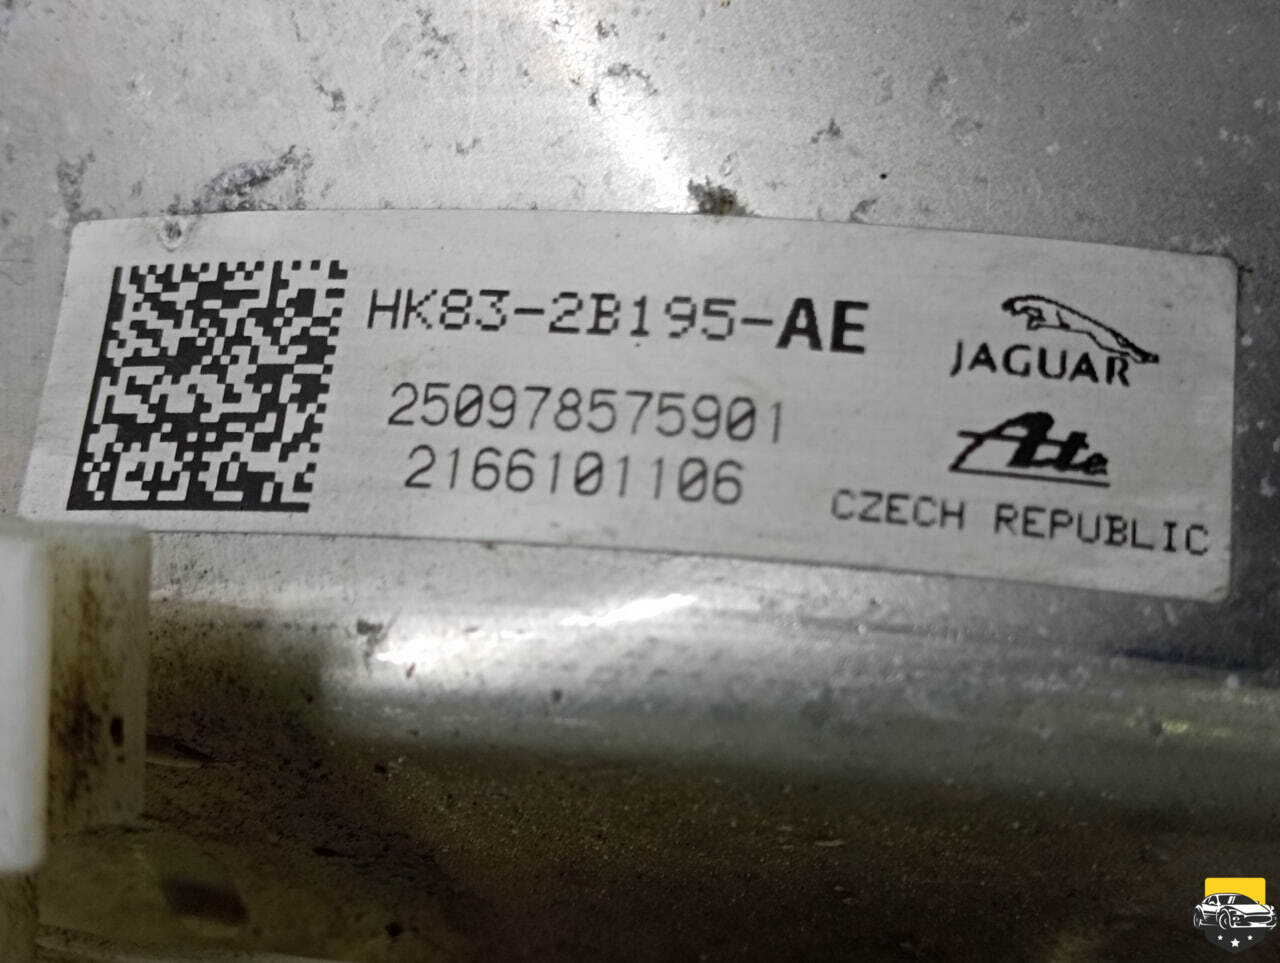 HK83-2B195-AE
JAGUAR
250978575901
Ate
2166101106
CZECH REPUBLIC